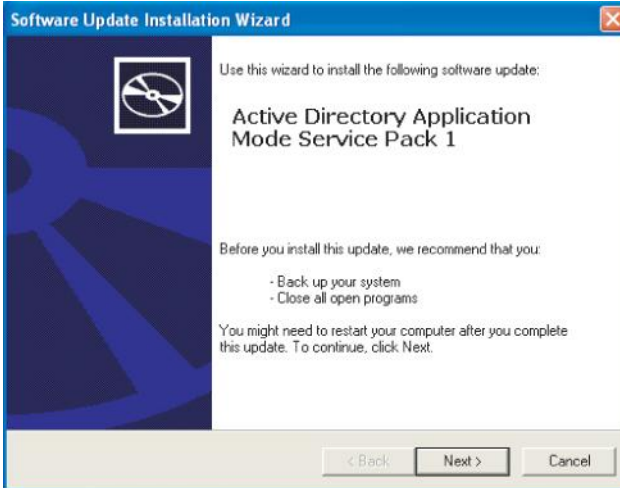 Software Update Installation Wizard
Use this wizard to install the following software update:
Active Directory Application
Mode Service Pack 1
Before you install this update, we recommend that you:
- Back up your system
- Close all open programs
You might need to restart your computer after you complete
this update. To continue, click Next.
< Back
Next >
Cancel